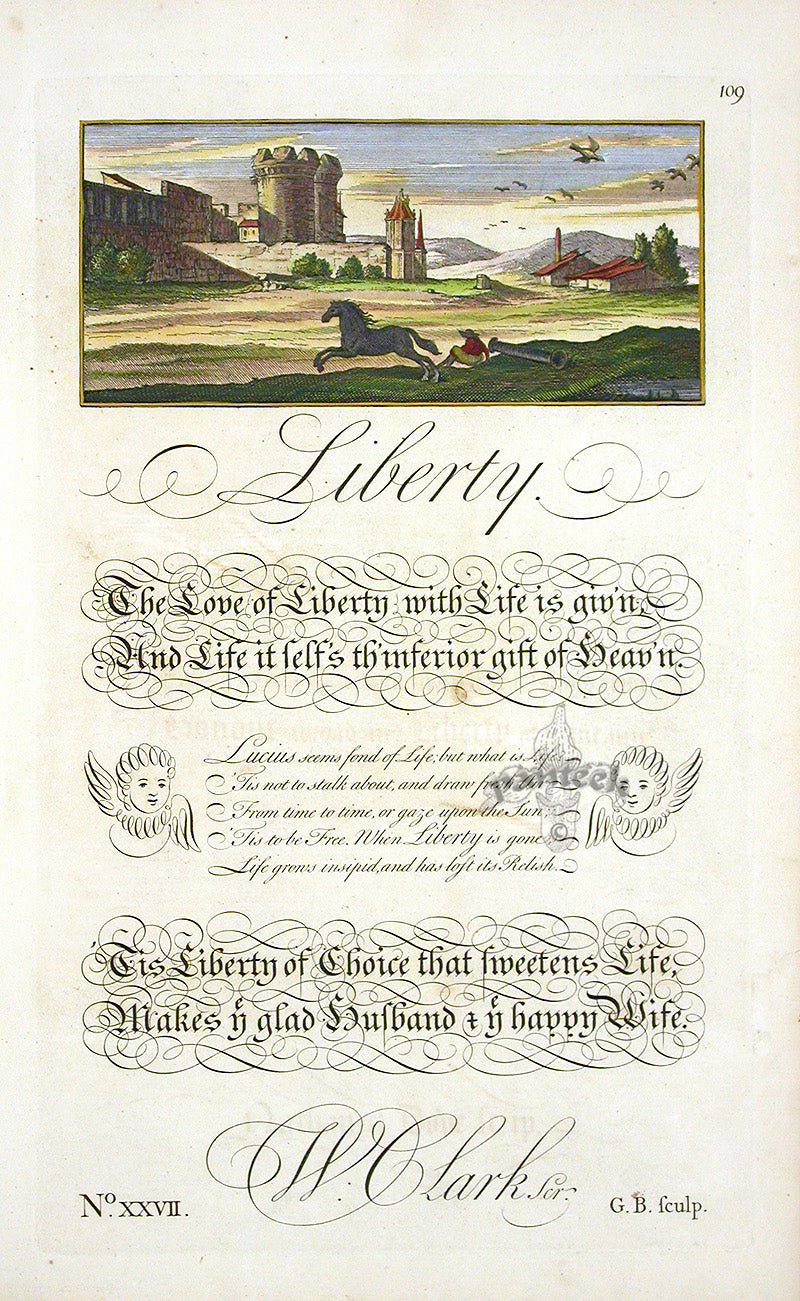 109
Liberty.
The Love of Liberty with Life is giv'n,
And Life it ſelf's th'inferior gift of Heav'n.
Lucius seems fond of Life; but what is Life?
'Tis not to stalk about, and draw fresh Air
From time to time, or gaze upon the Sun;
'Tis to be Free. When Liberty is gone
Life grows insipid, and has loſt its Relish.
'Tis Liberty of Choice that ſweetens Life,
Makes yͤ glad Huſband & yͤ happy Wife.
W. Clark Scr.
No. XXVII.
G. B. ſculp.